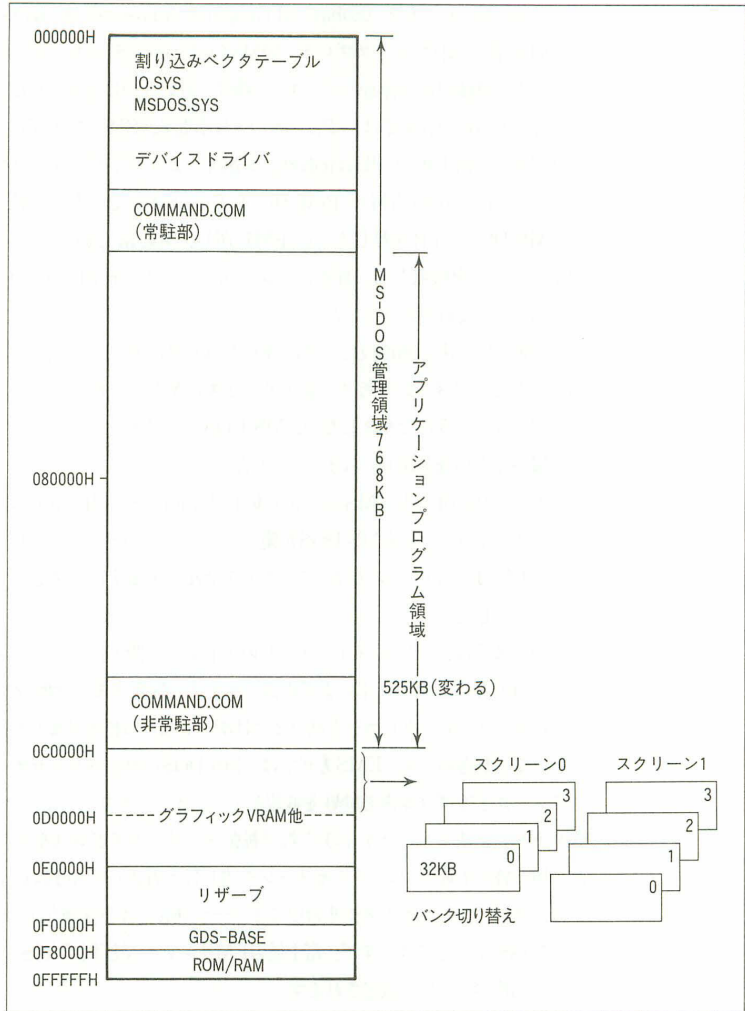 000000H
割り込みベクタテーブル
IO.SYS
MSDOS.SYS
デバイスドライバ
COMMAND.COM
(常駐部)
MS-DOS管理領域768KB
アプリケーションプログラム領域
080000H
525KB(変わる)
COMMAND.COM
(非常駐部)
0C0000H
スクリーン0
スクリーン1
3
2
1
0
32KB
3
2
1
0
バンク切り替え
グラフィックVRAM他
0D0000H
0E0000H
リザーブ
0F0000H
GDS-BASE
0F8000H
ROM/RAM
0FFFFFH